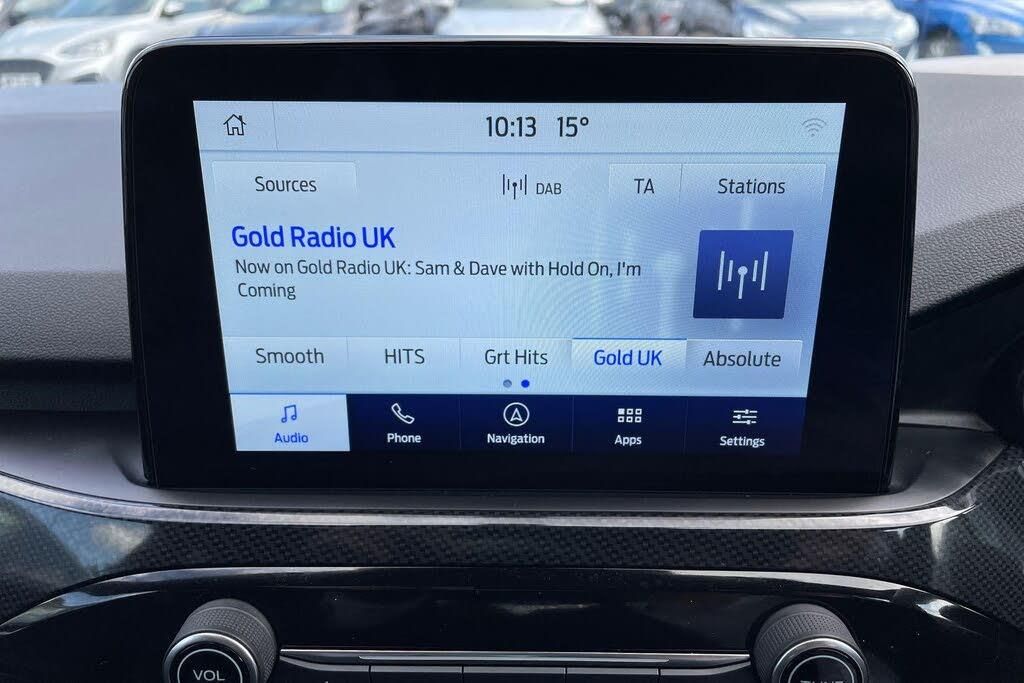 10:13 15°
Sources DAB TA Stations
Gold Radio UK
Now on Gold Radio UK: Sam & Dave with Hold On, I'm
Coming
Smooth HITS Grt Hits Gold UK Absolute
Audio Phone Navigation Apps Settings
VOL TUNE